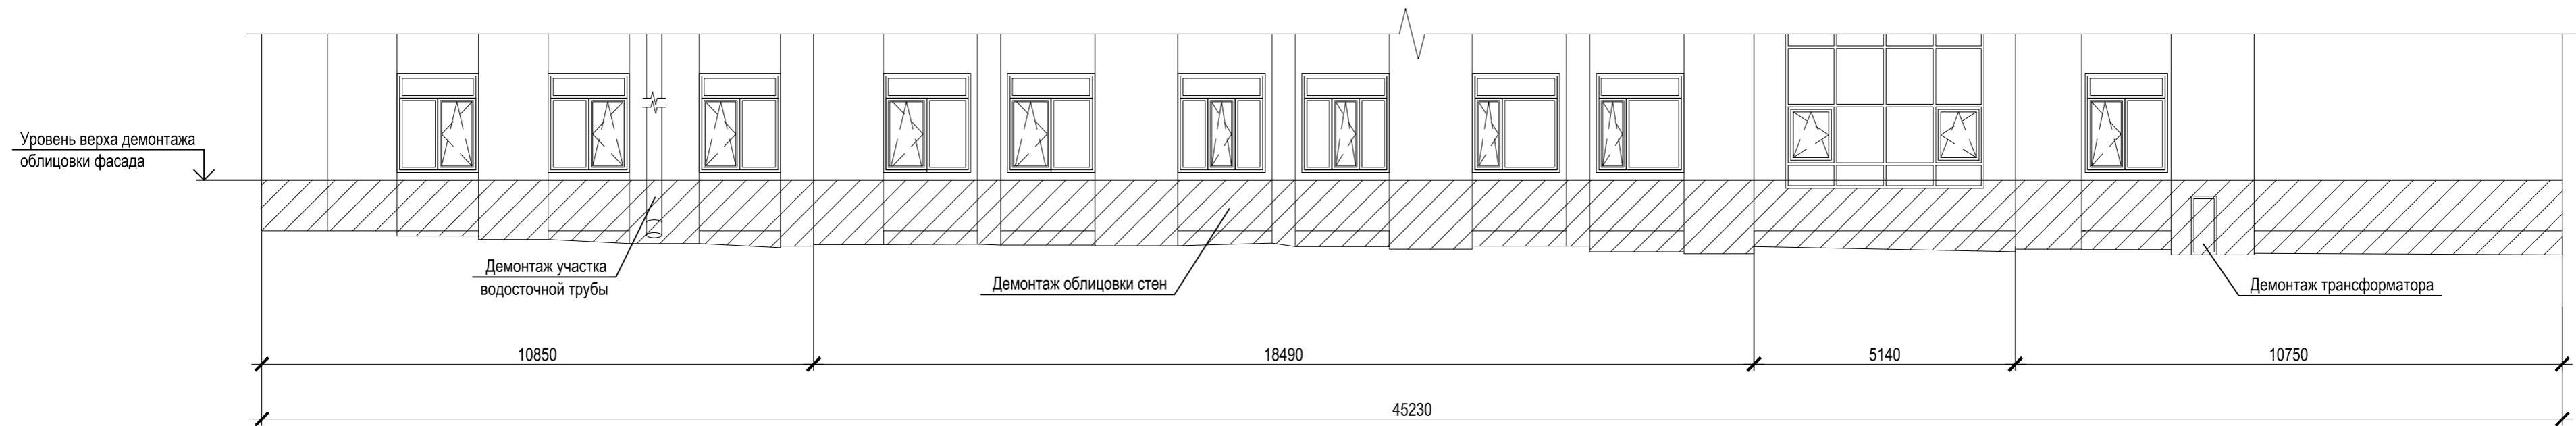 Уровень верха демонтажа
облицовки фасада
Демонтаж участка
водосточной трубы
Демонтаж облицовки стен
Демонтаж трансформатора
10850
18490
5140
10750
45230